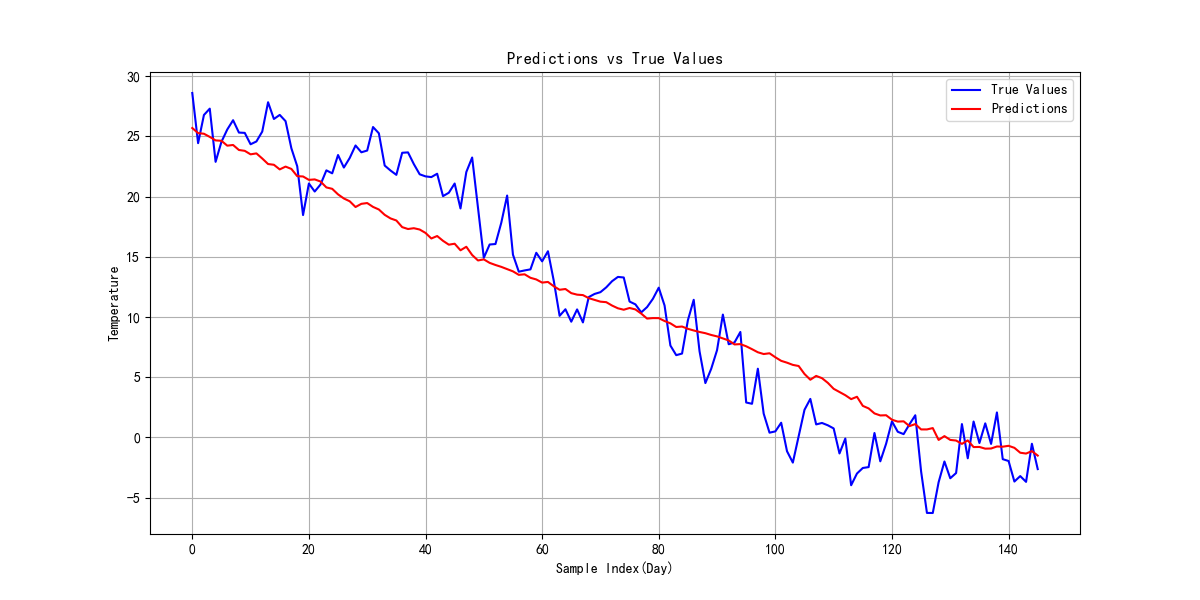 Predictions vs True Values
True Values
Predictions
Temperature
30
25
20
15
10
5
0
−5
0 20 40 60 80 100 120 140
Sample Index(Day)